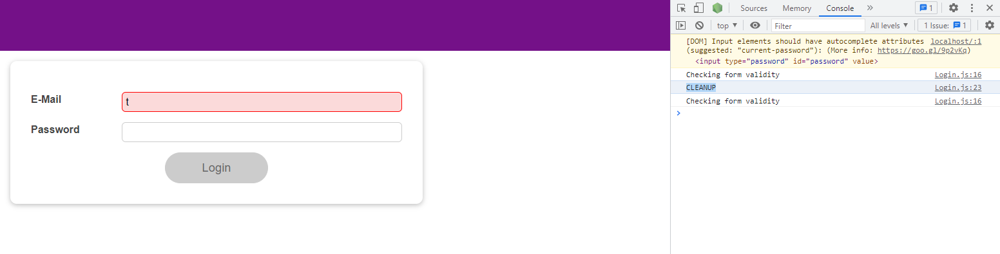 E-Mail
t
Password
Login
Sources Memory Console » 1
top Filter All levels 1 Issue: 1
[DOM] Input elements should have autocomplete attributes localhost/:1
(suggested: "current-password"): (More info: https://goo.gl/9p2vKq)
<input type="password" id="password" value>
Checking form validity Login.js:16
CLEANUP Login.js:23
Checking form validity Login.js:16
>